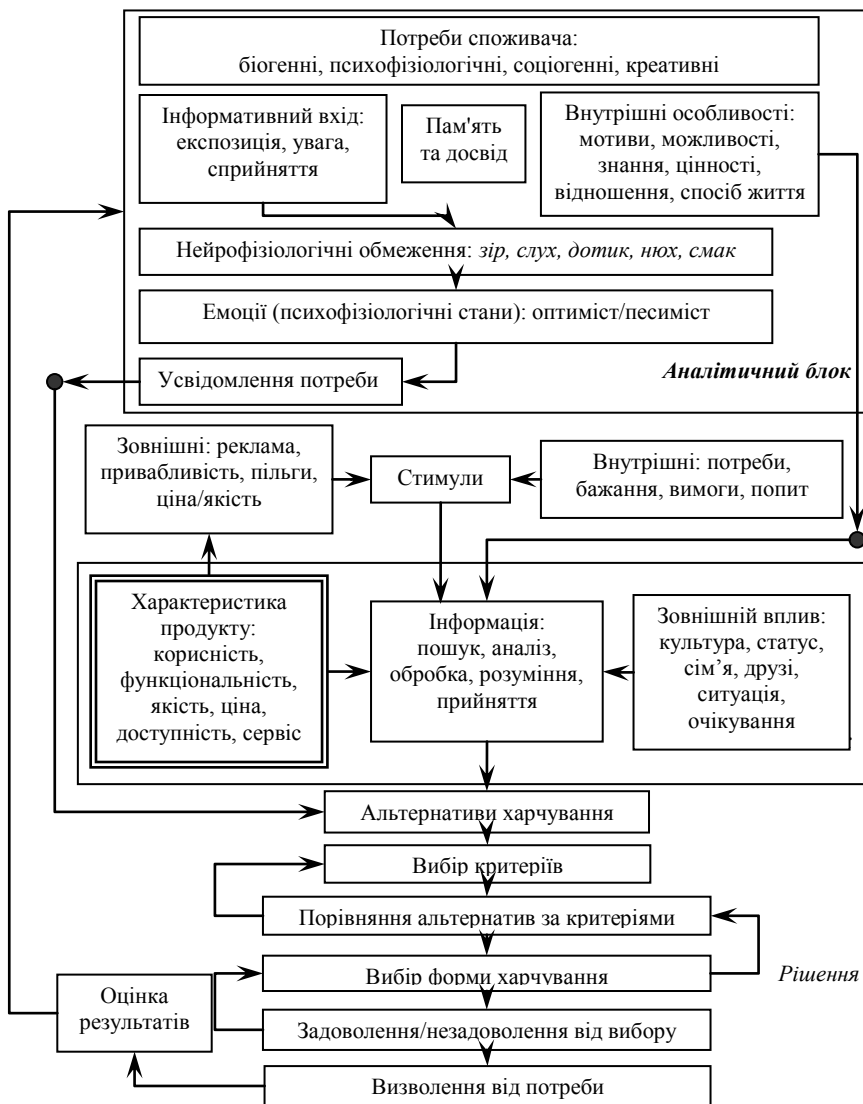 Потреби споживача:
біогенні, психофізіологічні, соціогенні, креативні
Інформативний вхід:
експозиція, увага,
сприйняття
Пам'ять
та досвід
Внутрішні особливості:
мотиви, можливості,
знання, цінності,
відношення, спосіб життя
Нейрофізіологічні обмеження: зір, слух, дотик, нюх, смак
Емоції (психофізіологічні стани): оптиміст/песиміст
Усвідомлення потреби
Аналітичний блок
Зовнішні: реклама,
привабливість, пільги,
ціна/якість
Стимули
Внутрішні: потреби,
бажання, вимоги, попит
Характеристика
продукту:
корисність,
функціональність,
якість, ціна,
доступність, сервіс
Інформація:
пошук, аналіз,
обробка, розуміння,
прийняття
Зовнішній вплив:
культура, статус,
сім’я, друзі,
ситуація,
очікування
Альтернативи харчування
Вибір критеріїв
Порівняння альтернатив за критеріями
Вибір форми харчування
Рішення
Оцінка
результатів
Задоволення/незадоволення від вибору
Визволення від потреби